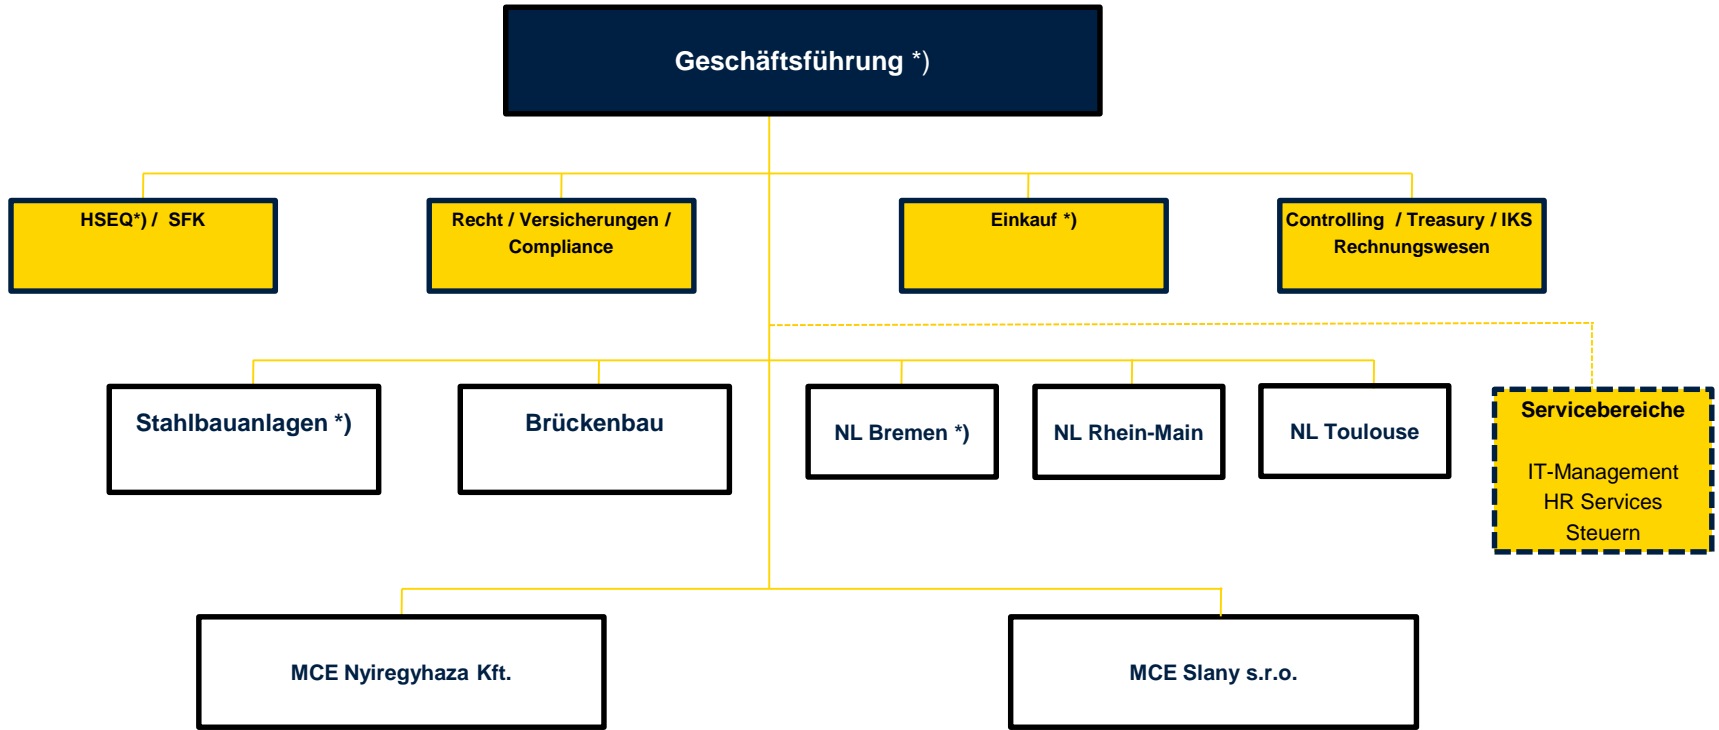 Geschäftsführung *)
HSEQ*) /  SFK
Recht / Versicherungen /
Compliance
Einkauf *)
Controlling  / Treasury / IKS
Rechnungswesen
Stahlbauanlagen *)
Brückenbau
NL Bremen *)
NL Rhein-Main
NL Toulouse
Servicebereiche
IT-Management
HR Services
Steuern
MCE Nyiregyhaza Kft.
MCE Slany s.r.o.